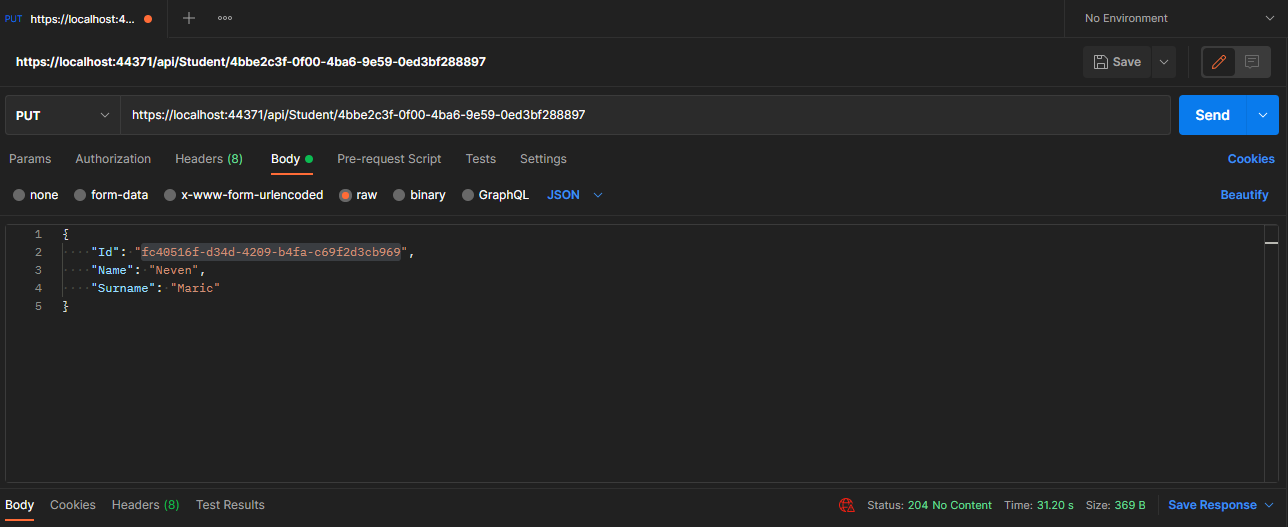 PUT https://localhost:4... + ooo No Environment
https://localhost:44371/api/Student/4bbe2c3f-0f00-4ba6-9e59-0ed3bf288897 Save
PUT https://localhost:44371/api/Student/4bbe2c3f-0f00-4ba6-9e59-0ed3bf288897 Send
Params Authorization Headers (8) Body Pre-request Script Tests Settings Cookies
none form-data x-www-form-urlencoded raw binary GraphQL JSON Beautify
1 {
2 "Id": "fc40516f-d34d-4209-b4fa-c69f2d3cb969",
3 "Name": "Neven",
4 "Surname": "Maric"
5 }
Body Cookies Headers (8) Test Results Status: 204 No Content Time: 31.20 s Size: 369 B Save Response